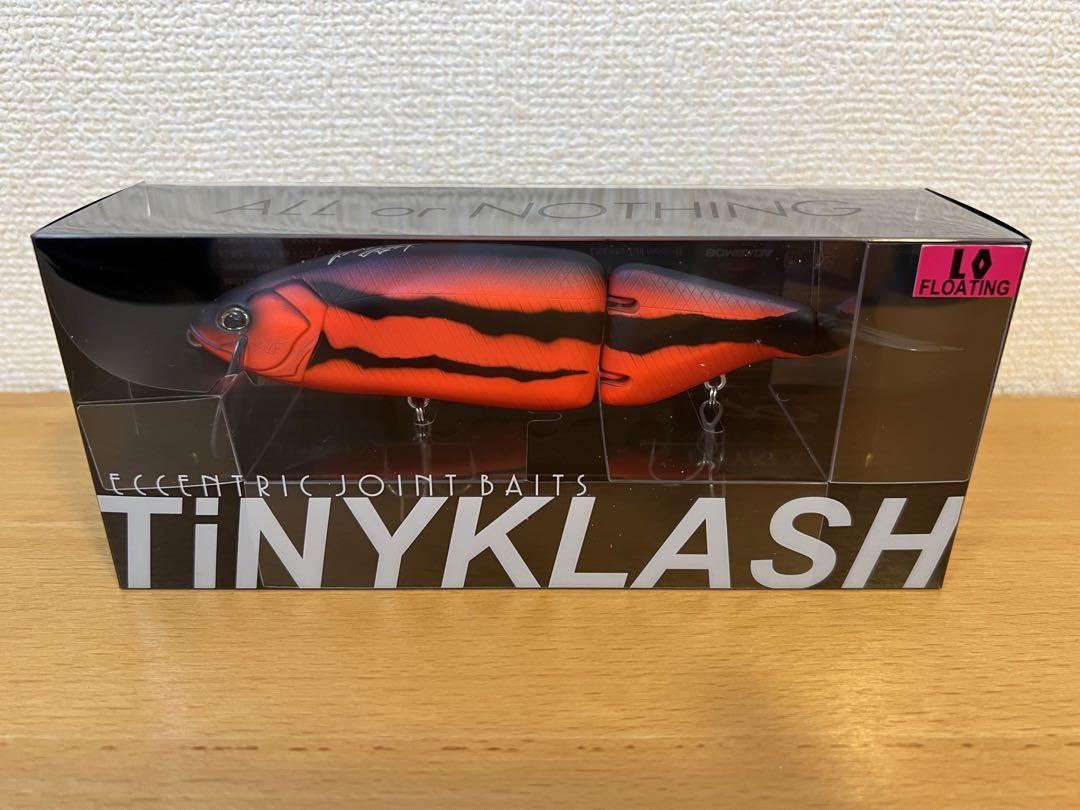 ALL or NOTHING
LO
FLOATING
ECCENTRIC JOINT BAITS
TiNYKLASH